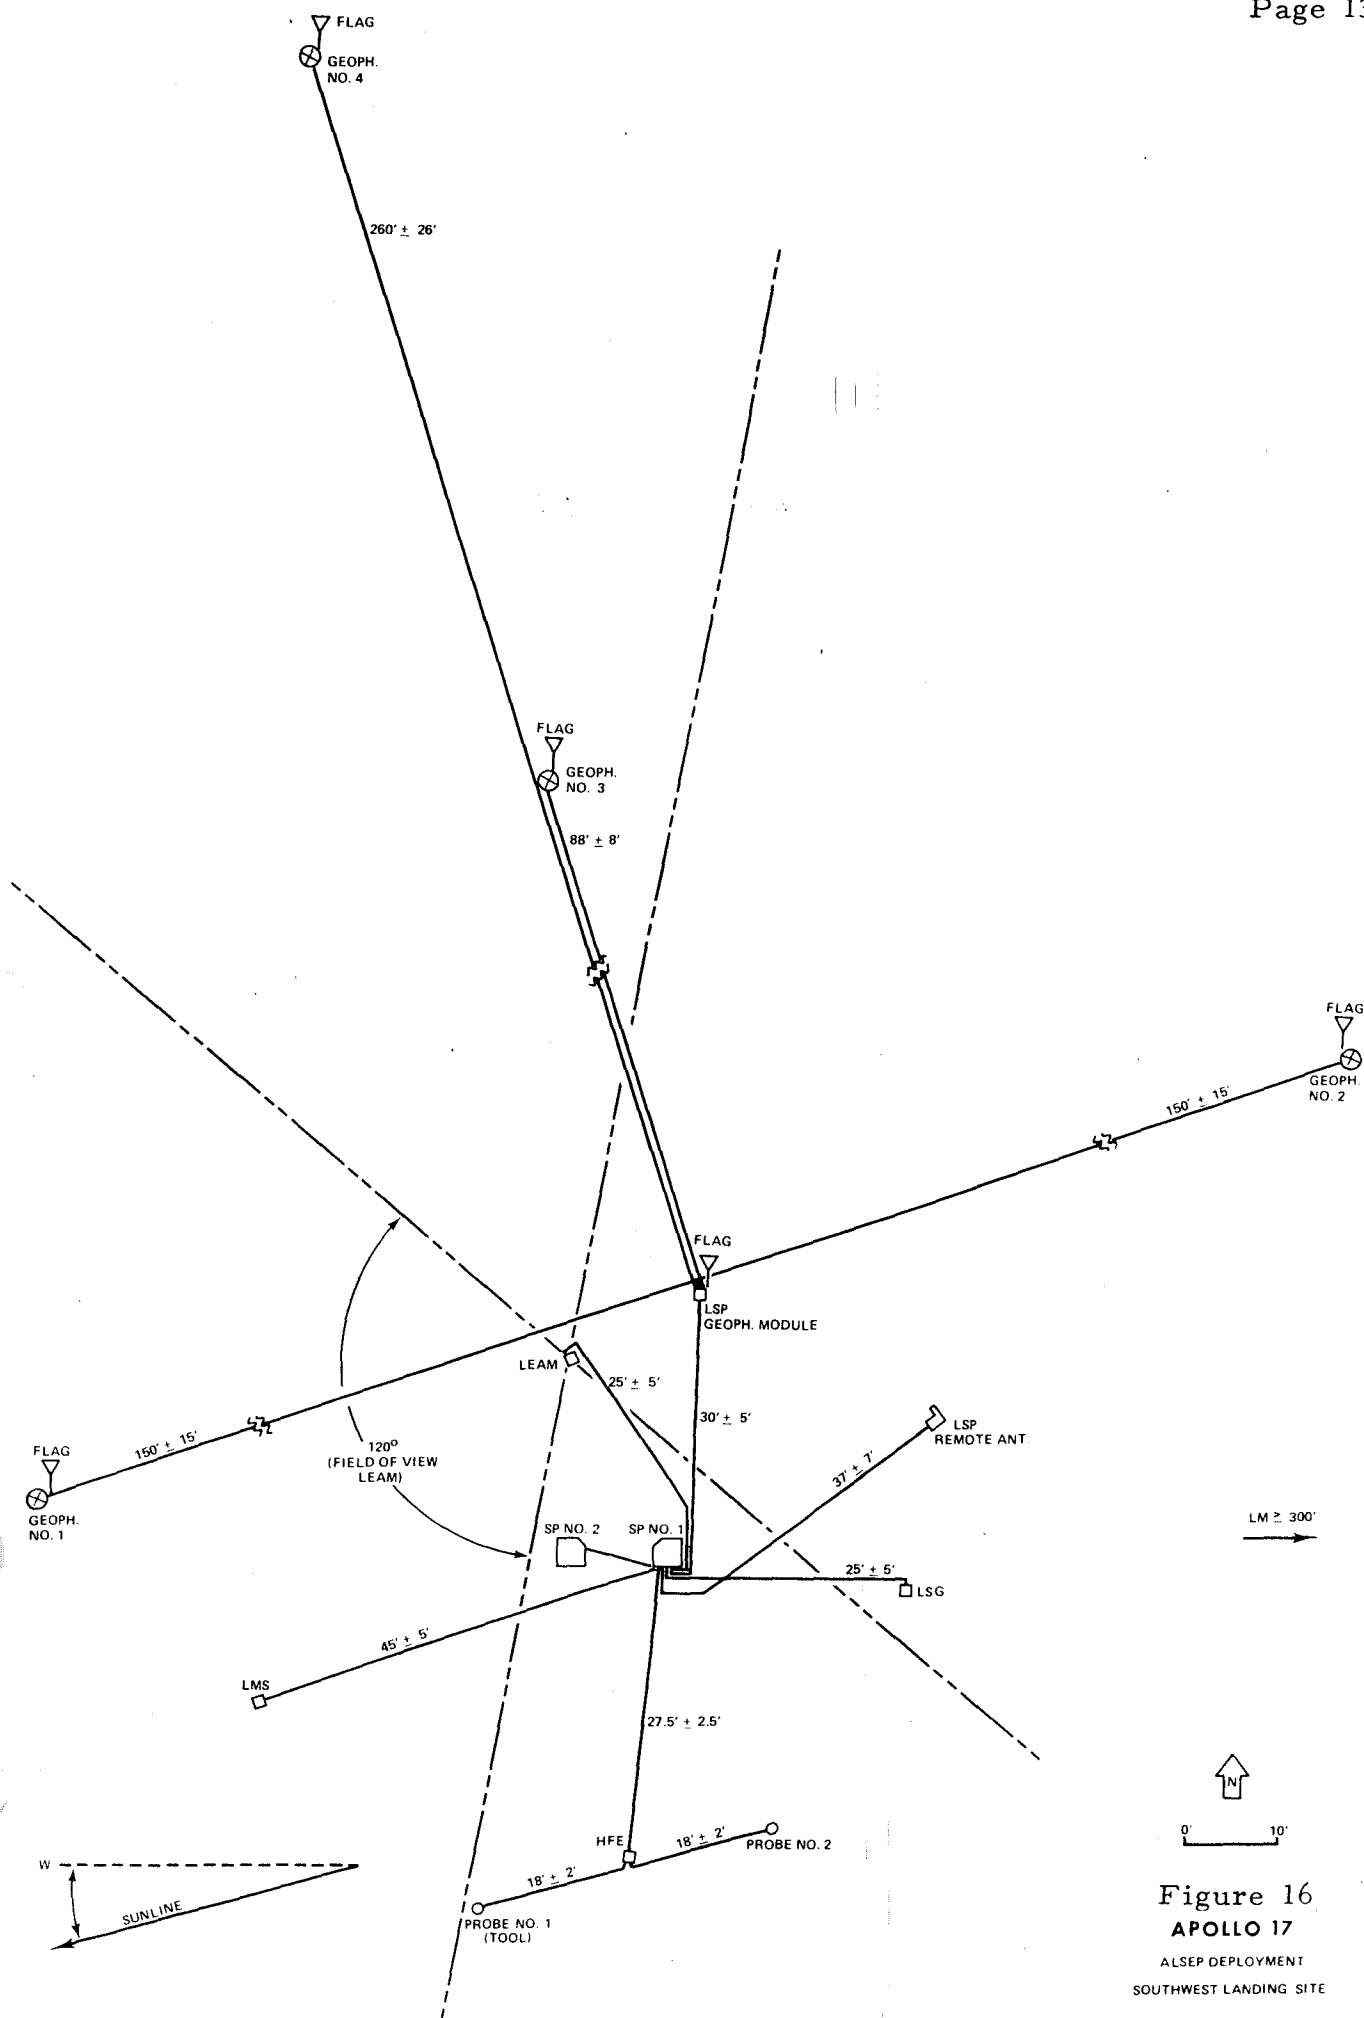 Page 13
FLAG
GEOPH.
NO. 4
260' ± 26'
FLAG
GEOPH.
NO. 3
88' ± 8'
FLAG
GEOPH.
NO. 2
150' ± 15'
FLAG
LSP
GEOPH. MODULE
LEAM
25' ± 5'
30' ± 5'
LSP
REMOTE ANT.
37' ± 7'
120°
(FIELD OF VIEW
LEAM)
150' ± 15'
FLAG
GEOPH.
NO. 1
SP NO. 2
SP NO. 1
LM ≥ 300'
25' ± 5'
LSG
45' ± 5'
LMS
27.5' ± 2.5'
N
0' 10'
HFE
18' ± 2'
PROBE NO. 2
18' ± 2'
PROBE NO. 1
(TOOL)
W
SUNLINE
Figure 16
APOLLO 17
ALSEP DEPLOYMENT
SOUTHWEST LANDING SITE